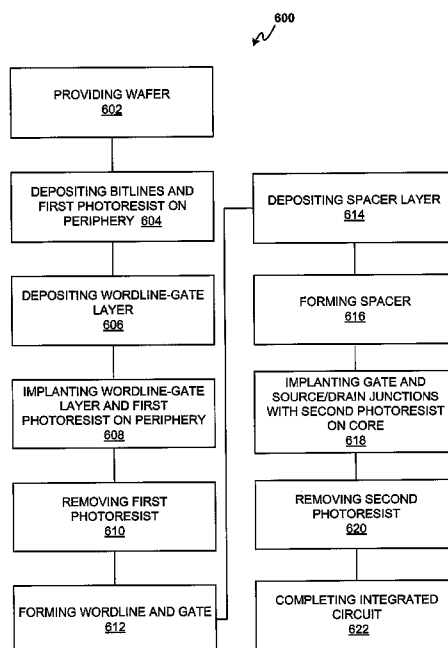 600
PROVIDING WAFER
602
DEPOSITING BITLINES AND
FIRST PHOTORESIST ON
PERIPHERY 604
DEPOSITING WORDLINE-GATE
LAYER
606
IMPLANTING WORDLINE-GATE
LAYER AND FIRST
PHOTORESIST ON PERIPHERY
608
REMOVING FIRST
PHOTORESIST
610
FORMING WORDLINE AND GATE
612
DEPOSITING SPACER LAYER
614
FORMING SPACER
616
IMPLANTING GATE AND
SOURCE/DRAIN JUNCTIONS
WITH SECOND PHOTORESIST
ON CORE
618
REMOVING SECOND
PHOTORESIST
620
COMPLETING INTEGRATED
CIRCUIT
622